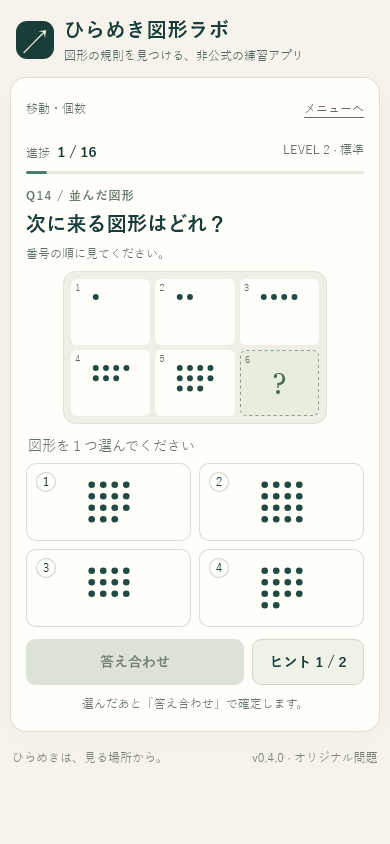 ひらめき図形ラボ
図形の規則を見つける、非公式の練習アプリ
移動・個数
メニューへ
進捗 1 / 16
LEVEL 2 · 標準
Q14 / 並んだ図形
次に来る図形はどれ？
番号の順に見てください。
1
2
3
4
5
6
?
図形を 1 つ選んでください
1
2
3
4
答え合わせ
ヒント 1 / 2
選んだあと「答え合わせ」で確定します。
ひらめきは、見る場所から。
v0.4.0 · オリジナル問題